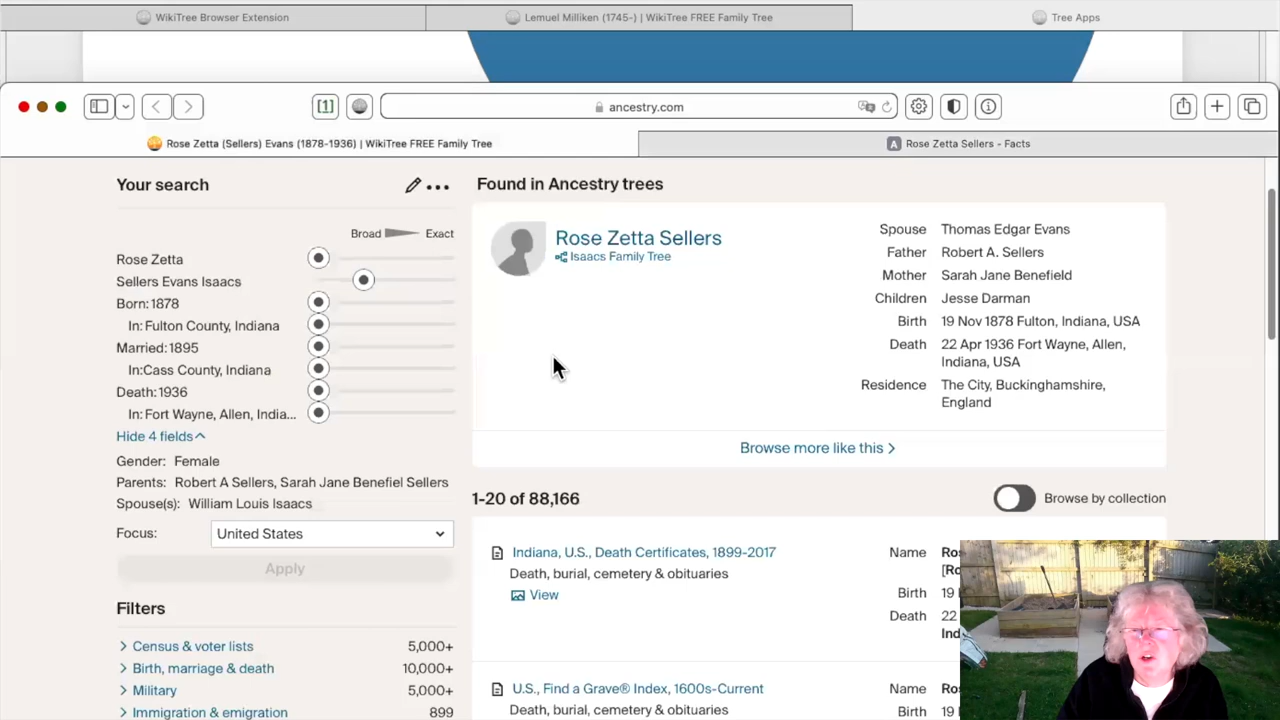 WikiTree Browser Extension
Lemuel Milliken (1745-) | WikiTree FREE Family Tree
Tree Apps
[1]
ancestry.com
Rose Zetta (Sellers) Evans (1878-1936) | WikiTree FREE Family Tree
A Rose Zetta Sellers - Facts
Your search
Broad Exact
Rose Zetta
Sellers Evans Isaacs
Born: 1878
In: Fulton County, Indiana
Married: 1895
In: Cass County, Indiana
Death: 1936
In: Fort Wayne, Allen, India...
Hide 4 fields
Gender: Female
Parents: Robert A Sellers, Sarah Jane Benefiel Sellers
Spouse(s): William Louis Isaacs
Focus: United States
Apply
Filters
Census & voter lists 5,000+
Birth, marriage & death 10,000+
Military 5,000+
Immigration & emigration 899
Found in Ancestry trees
Rose Zetta Sellers
Isaacs Family Tree
Spouse Thomas Edgar Evans
Father Robert A. Sellers
Mother Sarah Jane Benefield
Children Jesse Darman
Birth 19 Nov 1878 Fulton, Indiana, USA
Death 22 Apr 1936 Fort Wayne, Allen,
Indiana, USA
Residence The City, Buckinghamshire,
England
Browse more like this >
1-20 of 88,166
Browse by collection
Indiana, U.S., Death Certificates, 1899-2017
Death, burial, cemetery & obituaries
View
Name Ros
[Ro
Birth 19
Death 22
Ind
U.S., Find a Grave® Index, 1600s-Current
Death, burial, cemetery & obituaries
Name Ros
Birth 19